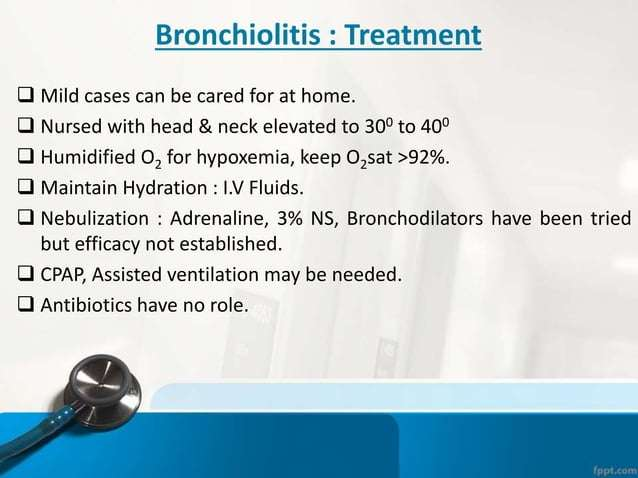 Bronchiolitis : Treatment
❑ Mild cases can be cared for at home.
❑ Nursed with head & neck elevated to 30⁰ to 40⁰
❑ Humidified O₂ for hypoxemia, keep O₂sat >92%.
❑ Maintain Hydration : I.V Fluids.
❑ Nebulization : Adrenaline, 3% NS, Bronchodilators have been tried
but efficacy not established.
❑ CPAP, Assisted ventilation may be needed.
❑ Antibiotics have no role.
fppt.com